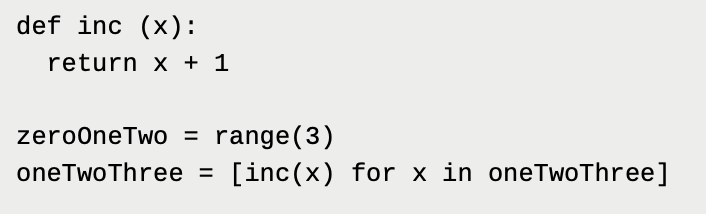 def inc (x):
  return x + 1

zeroOneTwo = range(3)
oneTwoThree = [inc(x) for x in oneTwoThree]